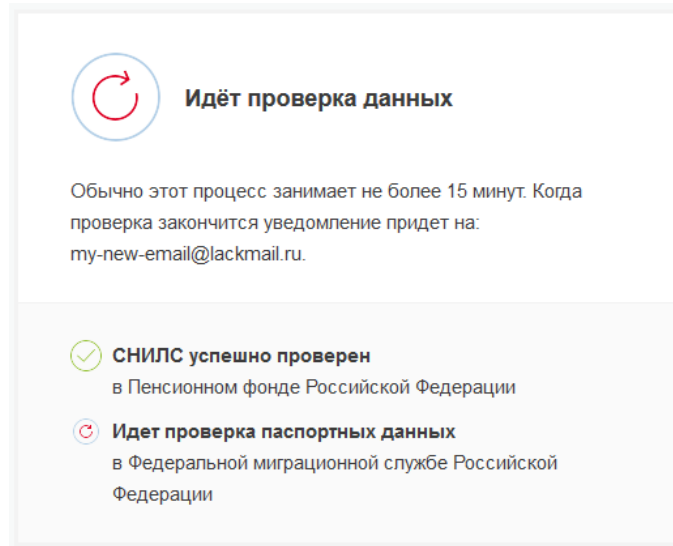 Идёт проверка данных
Обычно этот процесс занимает не более 15 минут. Когда
проверка закончится уведомление придет на:
my-new-email@lackmail.ru.
СНИЛС успешно проверен
в Пенсионном фонде Российской Федерации
Идет проверка паспортных данных
в Федеральной миграционной службе Российской
Федерации